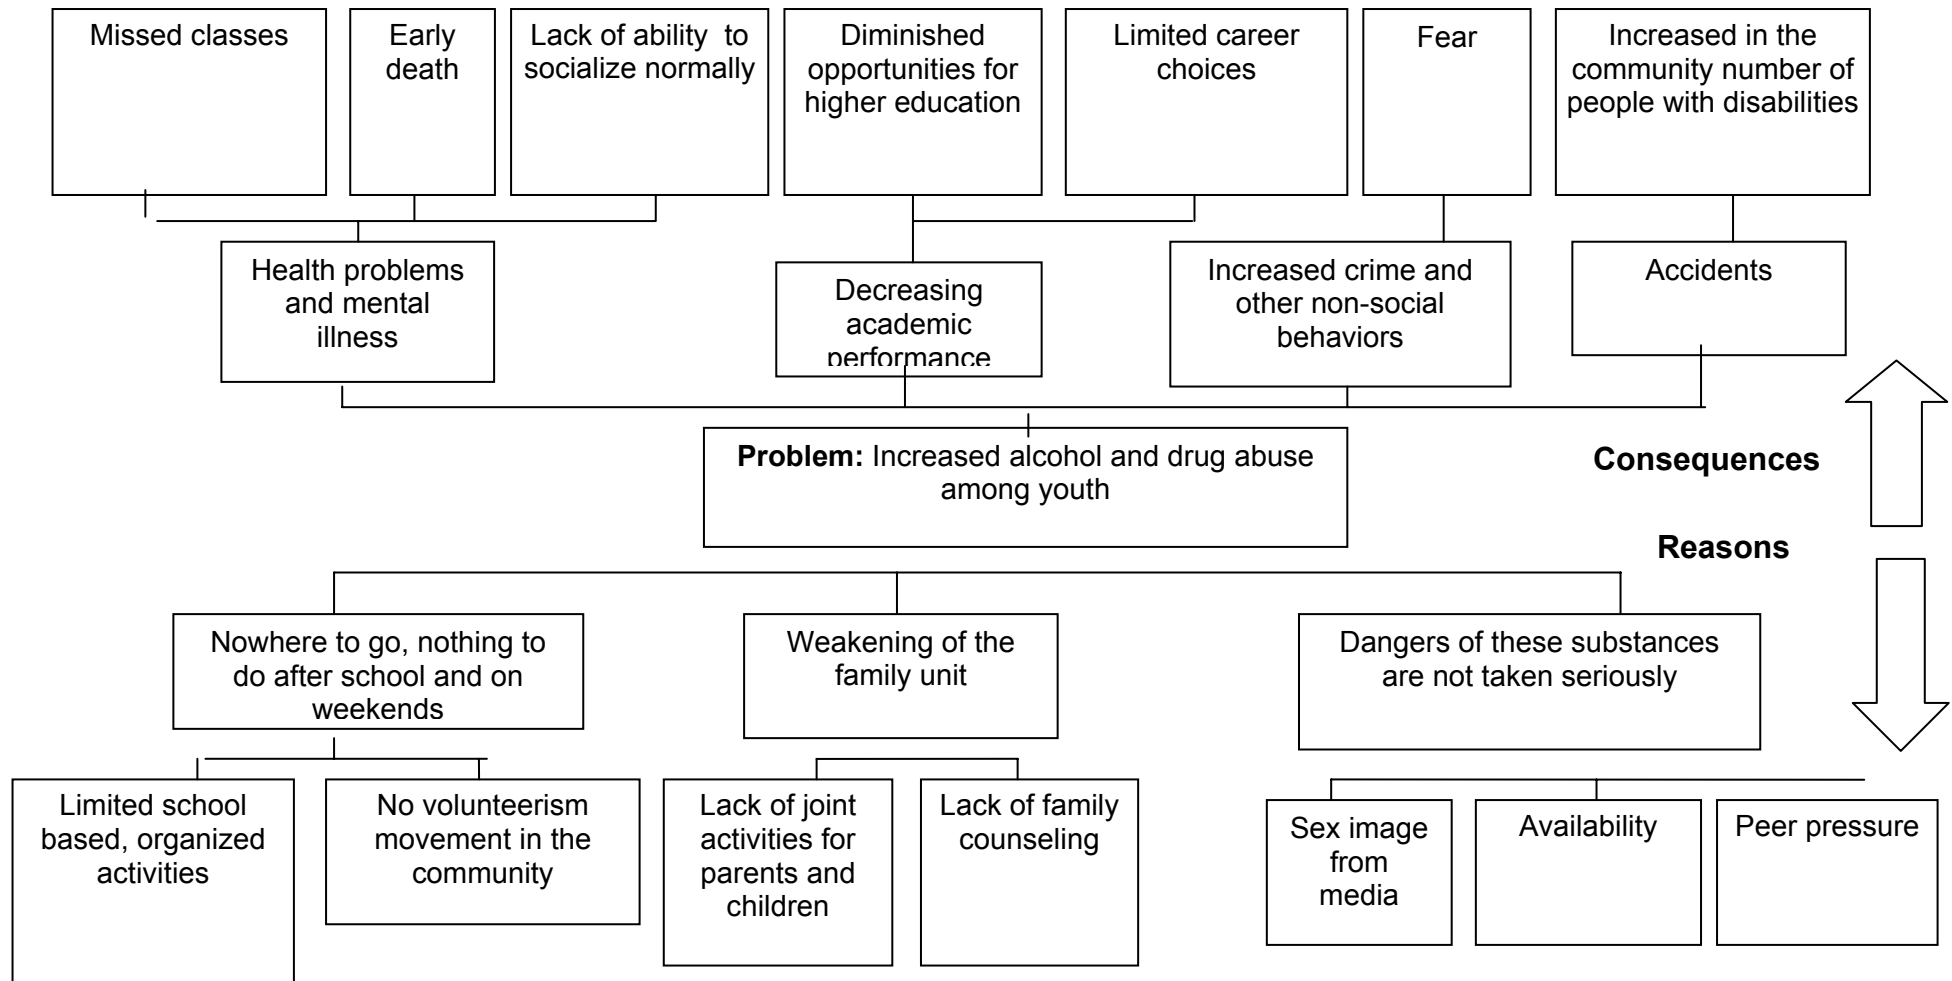 Missed classes
Early
death
Lack of ability to
socialize normally
Diminished
opportunities for
higher education
Limited career
choices
Fear
Increased in the
community number of
people with disabilities
Health problems
and mental
illness
Decreasing
academic
performance
Increased crime and
other non-social
behaviors
Accidents
Problem: Increased alcohol and drug abuse
among youth
Consequences
Reasons
Nowhere to go, nothing to
do after school and on
weekends
Weakening of the
family unit
Dangers of these substances
are not taken seriously
Limited school
based, organized
activities
No volunteerism
movement in the
community
Lack of joint
activities for
parents and
children
Lack of family
counseling
Sex image
from
media
Availability
Peer pressure